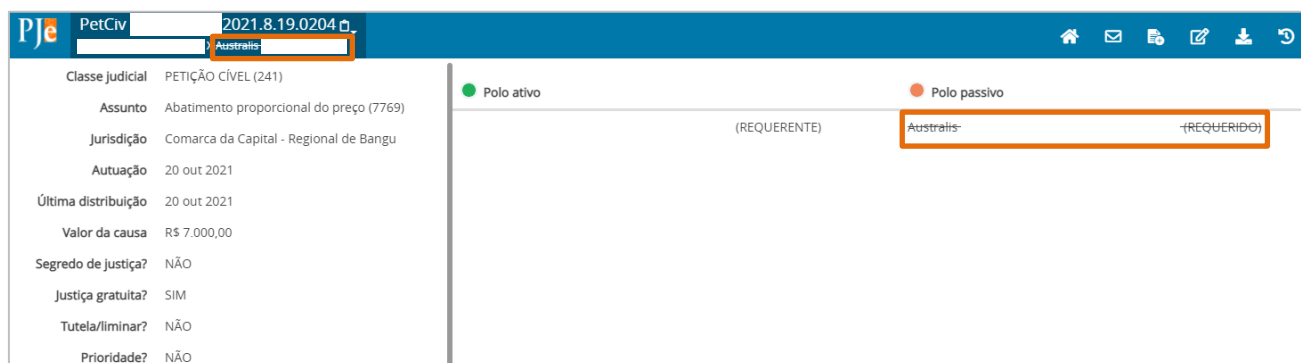 PJe PetCiv 2021.8.19.0204
Australis
Classe judicial PETIÇÃO CÍVEL (241)
Assunto Abatimento proporcional do preço (7769)
Jurisdição Comarca da Capital - Regional de Bangu
Autuação 20 out 2021
Última distribuição 20 out 2021
Valor da causa R$ 7.000,00
Segredo de justiça? NÃO
Justiça gratuita? SIM
Tutela/liminar? NÃO
Prioridade? NÃO
Polo ativo Polo passivo
(REQUERENTE) Australis (REQUERIDO)